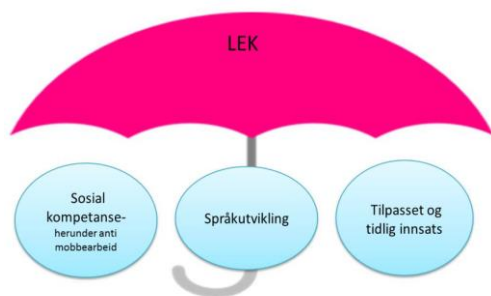 LEK
Sosial
kompetanse-
herunder anti
mobbearbeid
Språkutvikling
Tilpasset og
tidlig innsats